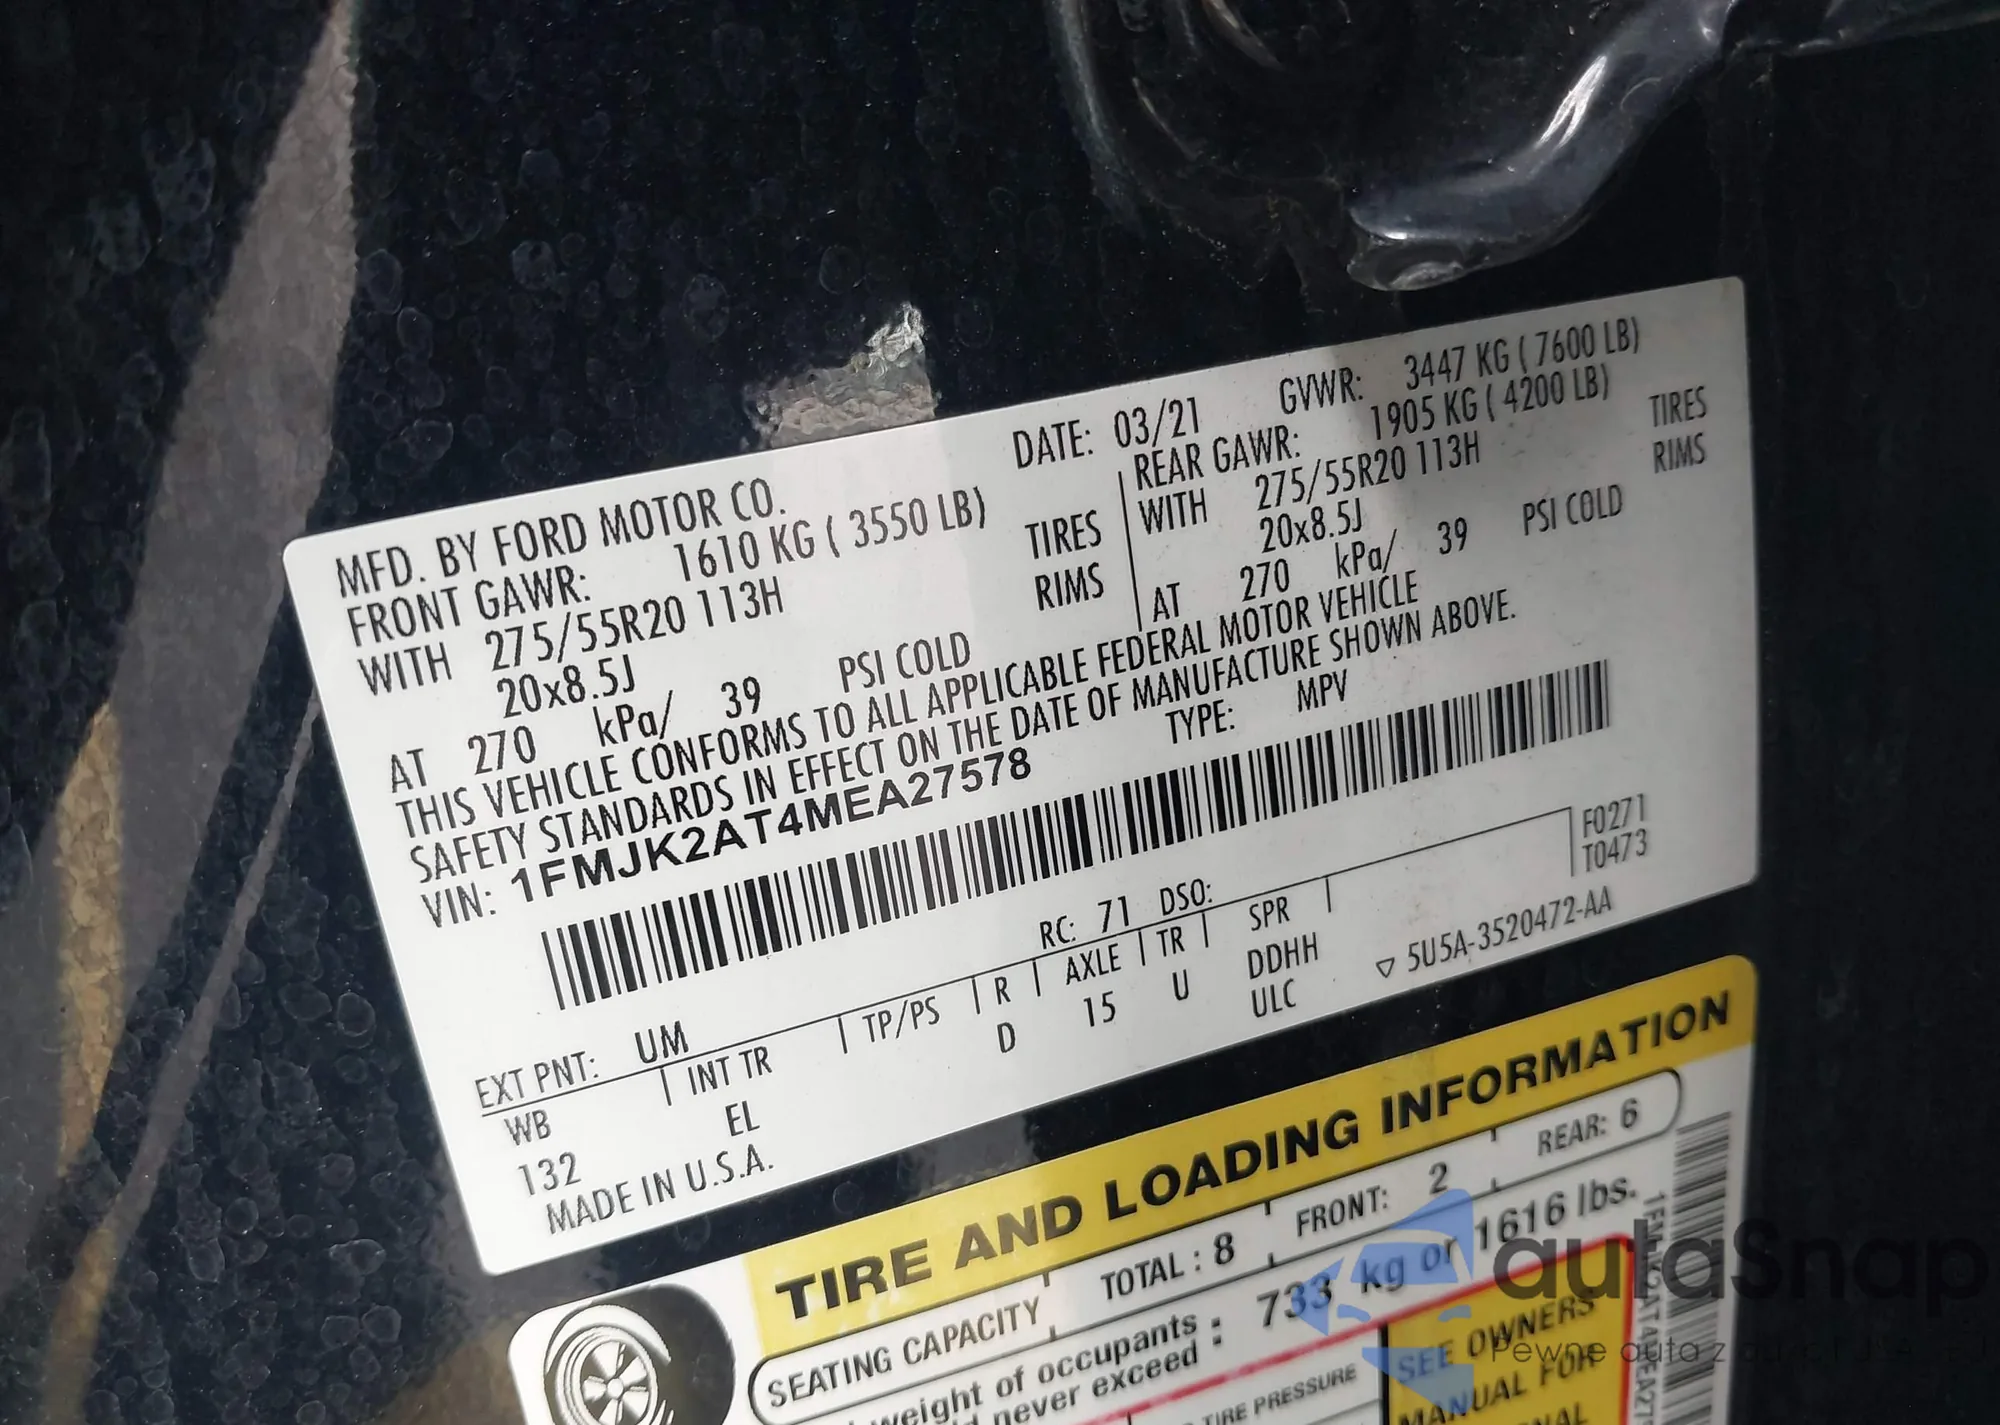 MFD. BY FORD MOTOR CO.
DATE: 03/21
GVWR: 3447 KG ( 7600 LB)
FRONT GAWR: 1610 KG ( 3550 LB)
REAR GAWR: 1905 KG ( 4200 LB)
WITH 275/55R20 113H TIRES
WITH 275/55R20 113H TIRES
20x8.5J RIMS
20x8.5J RIMS
AT 270 kPa/ 39 PSI COLD
AT 270 kPa/ 39 PSI COLD
THIS VEHICLE CONFORMS TO ALL APPLICABLE FEDERAL MOTOR VEHICLE
SAFETY STANDARDS IN EFFECT ON THE DATE OF MANUFACTURE SHOWN ABOVE.
VIN: 1FMJK2AT4MEA27578
TYPE: MPV
F0271
T0473
EXT PNT: UM
RC: 71 DSO:
WB INT TR TP/PS R AXLE TR SPR
132 EL D 15 U DDHH
ULC
MADE IN U.S.A.
▽ 5U5A-3520472-AA
TIRE AND LOADING INFORMATION
SEATING CAPACITY TOTAL : 8 FRONT: 2 REAR: 6
weight of occupants : 733 kg or 1616 lbs.
never exceed
TIRE PRESSURE
SEE OWNERS
MANUAL FOR
autaSnap
Pewne auta z